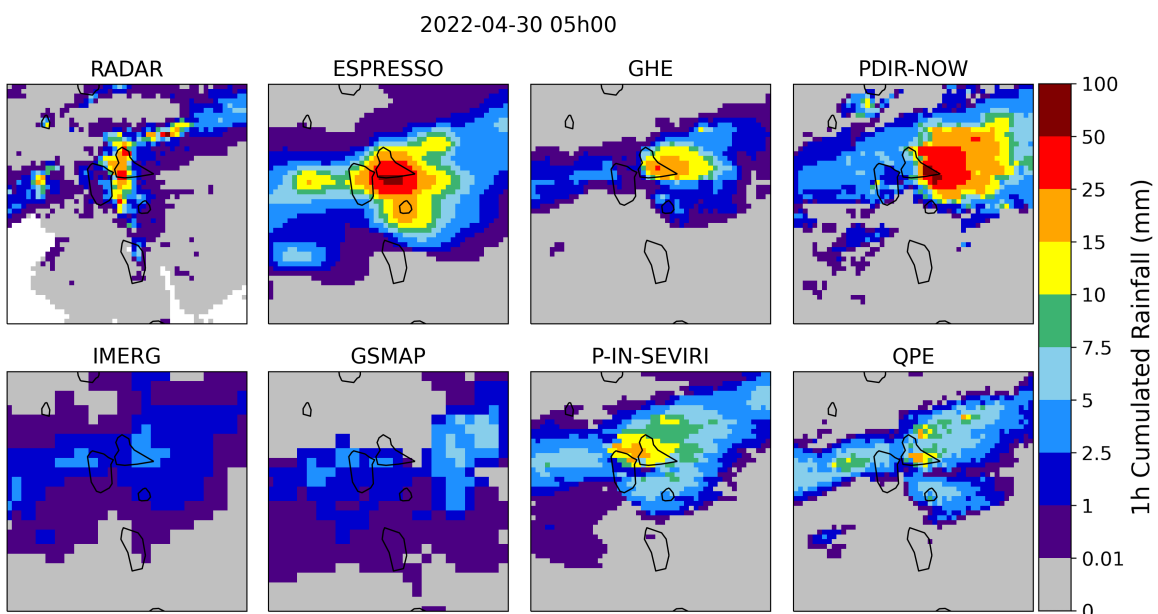 2022-04-30 05h00
RADAR
ESPRESSO
GHE
PDIR-NOW
IMERG
GSMAP
P-IN-SEVIRI
QPE
100
50
25
15
10
7.5
5
2.5
1
0.01
0
1h Cumulated Rainfall (mm)